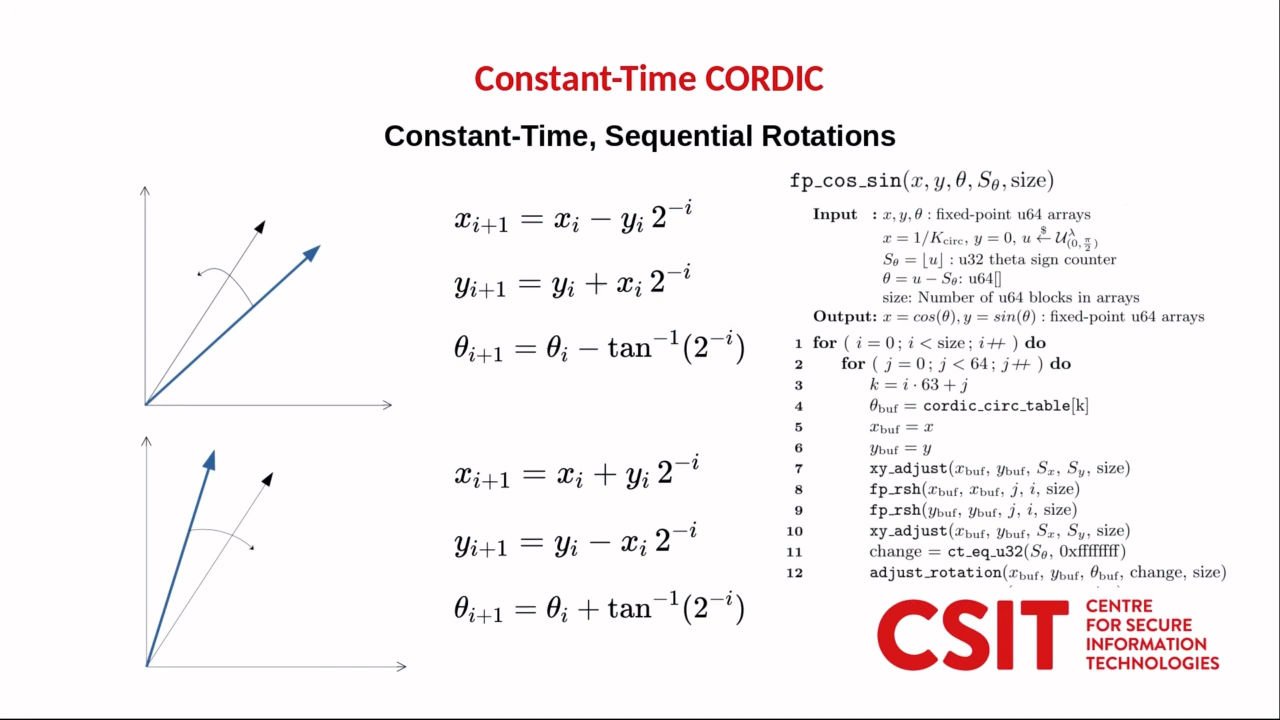 Constant-Time CORDIC
Constant-Time, Sequential Rotations
x_{i+1} = x_i − y_i 2^{−i}
y_{i+1} = y_i + x_i 2^{−i}
θ_{i+1} = θ_i − tan^{−1}(2^{−i})
x_{i+1} = x_i + y_i 2^{−i}
y_{i+1} = y_i − x_i 2^{−i}
θ_{i+1} = θ_i + tan^{−1}(2^{−i})
fp_cos_sin(x, y, θ, S_θ, size)
Input : x, y, θ : fixed-point u64 arrays
x = 1/K_circ, y = 0, u ←$ U^λ_(0, π/2)
S_θ = ⌊u⌋ : u32 theta sign counter
θ = u − S_θ: u64[]
size: Number of u64 blocks in arrays
Output: x = cos(θ), y = sin(θ) : fixed-point u64 arrays
1 for ( i = 0 ; i < size ; i++ ) do
2 for ( j = 0 ; j < 64 ; j++ ) do
3 k = i · 63 + j
4 θ_buf = cordic_circ_table[k]
5 x_buf = x
6 y_buf = y
7 xy_adjust(x_buf, y_buf, S_x, S_y, size)
8 fp_rsh(x_buf, x_buf, j, i, size)
9 fp_rsh(y_buf, y_buf, j, i, size)
10 xy_adjust(x_buf, y_buf, S_x, S_y, size)
11 change = ct_eq_u32(S_θ, 0xffffffff)
12 adjust_rotation(x_buf, y_buf, θ_buf, change, size)
CSIT
CENTRE
FOR SECURE
INFORMATION
TECHNOLOGIES